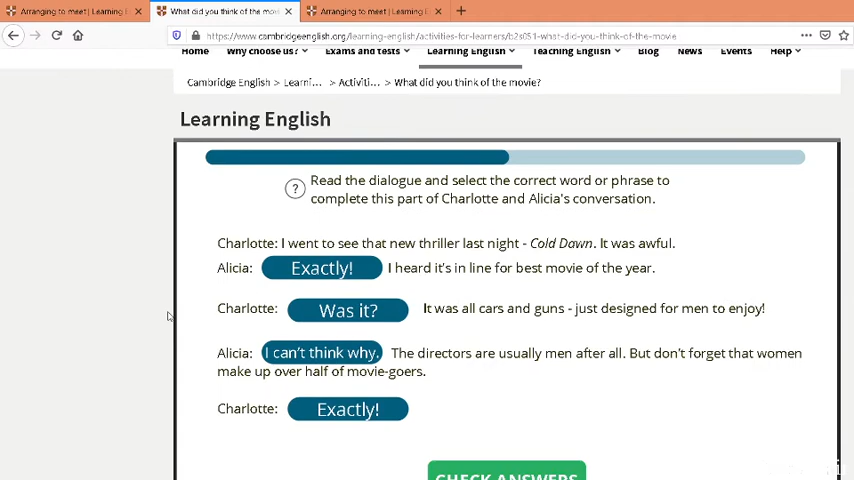 Arranging to meet | Learning E
What did you think of the movi
Arranging to meet | Learning E
https://www.cambridgeenglish.org/learning-english/activities-for-learners/b2s051-what-did-you-think-of-the-movie
Home Why choose us? Exams and tests Learning English Teaching English Blog News Events Help
Cambridge English > Learni... > Activiti... > What did you think of the movie?
Learning English
? Read the dialogue and select the correct word or phrase to
complete this part of Charlotte and Alicia's conversation.
Charlotte: I went to see that new thriller last night - Cold Dawn. It was awful.
Alicia: Exactly! I heard it's in line for best movie of the year.
Charlotte: Was it? It was all cars and guns - just designed for men to enjoy!
Alicia: I can't think why. The directors are usually men after all. But don't forget that women
make up over half of movie-goers.
Charlotte: Exactly!
CHECK ANSWERS